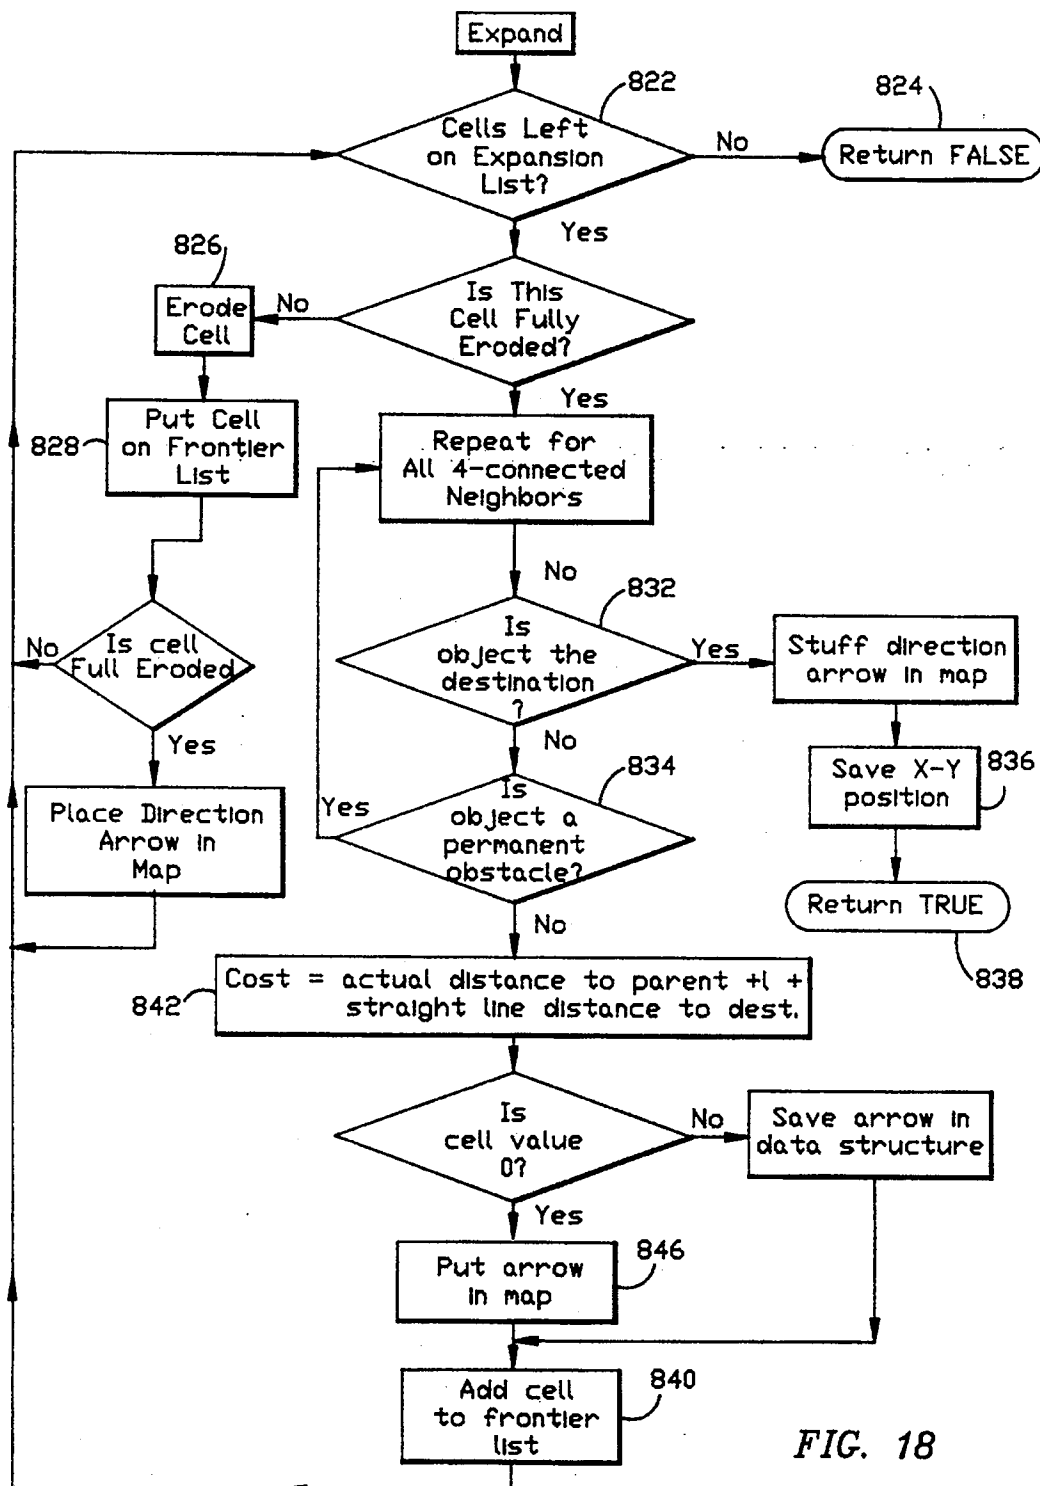 Expand
822
824
Cells Left
on Expansion
List?
No
Return FALSE
Yes
826
Is This
Cell Fully
Eroded?
No
Erode
Cell
Yes
828
Put Cell
on Frontier
List
Repeat for
All 4-connected
Neighbors
No
832
Is
object the
destination
?
Yes
Stuff direction
arrow in map
No
Is cell
Full Eroded
No
Yes
834
Is
object a
permanent
obstacle?
Yes
Save X-Y
position
836
Place Direction
Arrow in
Map
Return TRUE
838
No
842
Cost = actual distance to parent +1 +
straight line distance to dest.
Is
cell value
0?
No
Save arrow in
data structure
Yes
Put arrow
in map
846
Add cell
to frontier
list
840
FIG. 18